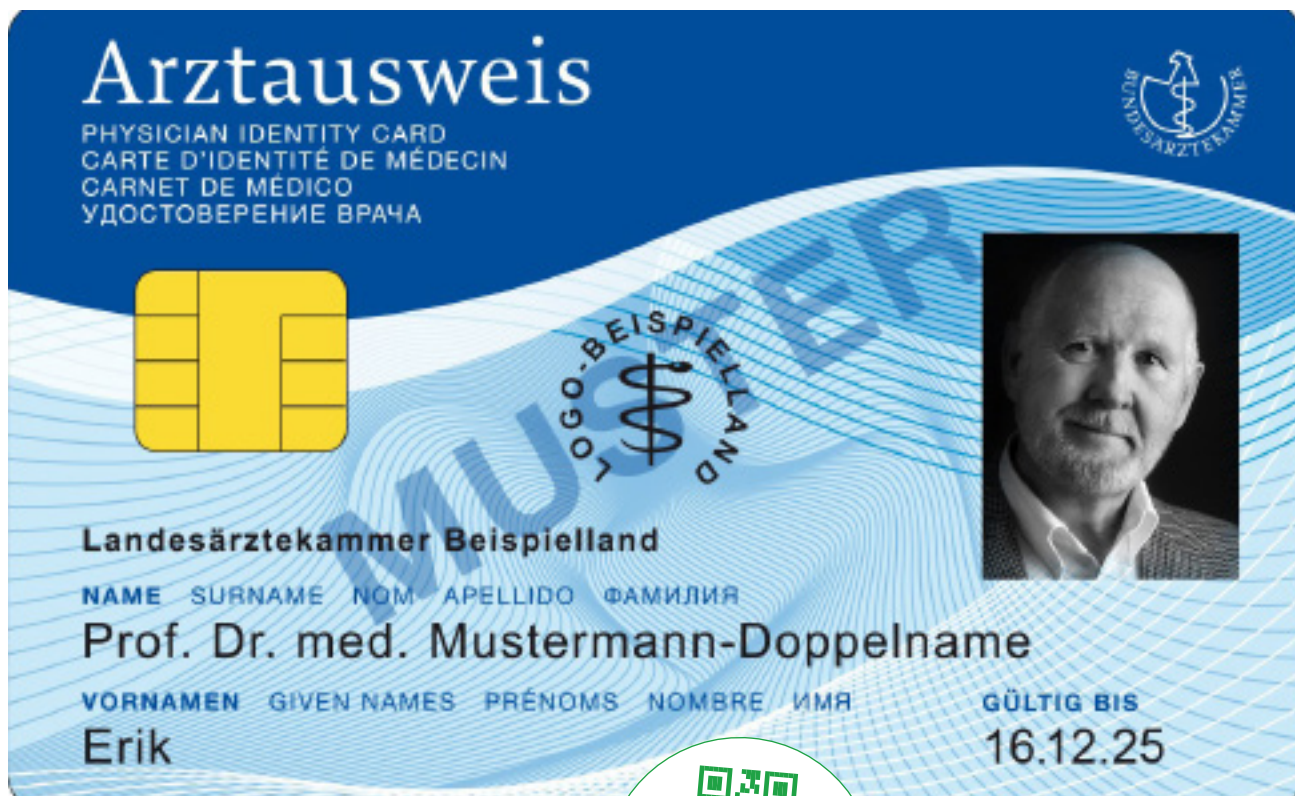 Arztausweis
PHYSICIAN IDENTITY CARD
CARTE D'IDENTITÉ DE MÉDECIN
CARNET DE MÉDICO
УДОСТОВЕРЕНИЕ ВРАЧА
BUNDESÄRZTEKAMMER
MUSTER
LOGO-BEISPIELLAND
Landesärztekammer Beispielland
NAME SURNAME NOM APELLIDO ФАМИЛИЯ
Prof. Dr. med. Mustermann-Doppelname
VORNAMEN GIVEN NAMES PRÉNOMS NOMBRE ИМЯ
Erik
GÜLTIG BIS
16.12.25